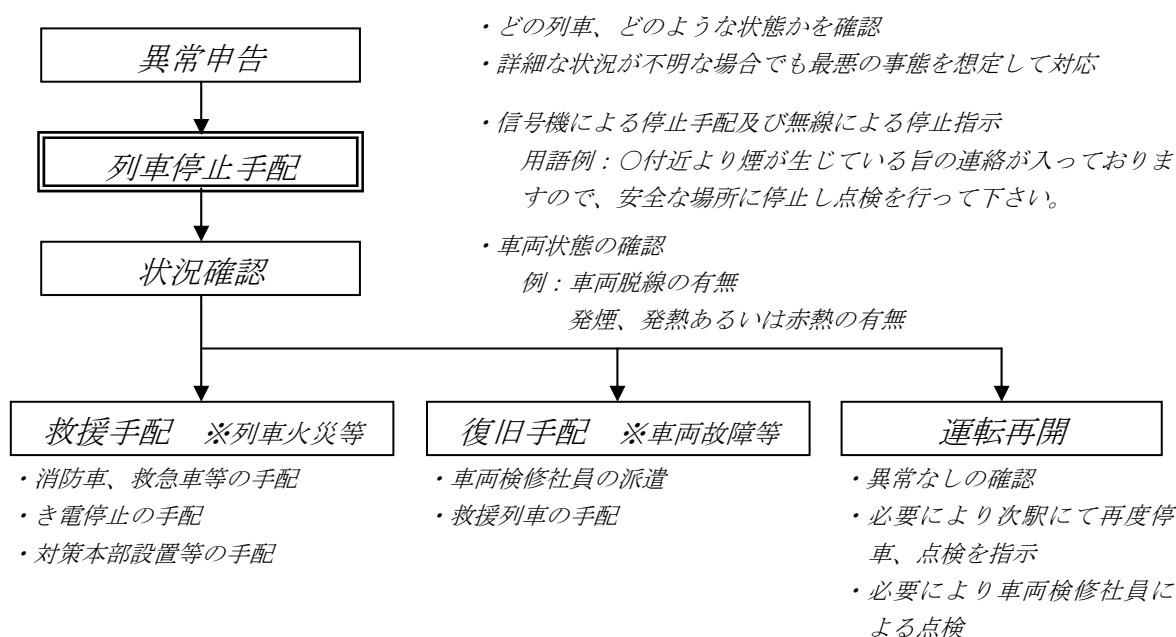 異常申告
・どの列車、どのような状態かを確認
・詳細な状況が不明な場合でも最悪の事態を想定して対応
列車停止手配
・信号機による停止手配及び無線による停止指示
用語例：〇付近より煙が生じている旨の連絡が入っておりま
すので、安全な場所に停止し点検を行って下さい。
状況確認
・車両状態の確認
例：車両脱線の有無
発煙、発熱あるいは赤熱の有無
救援手配　※列車火災等
・消防車、救急車等の手配
・き電停止の手配
・対策本部設置等の手配
復旧手配　※車両故障等
・車両検修社員の派遣
・救援列車の手配
運転再開
・異常なしの確認
・必要により次駅にて再度停
車、点検を指示
・必要により車両検修社員に
よる点検